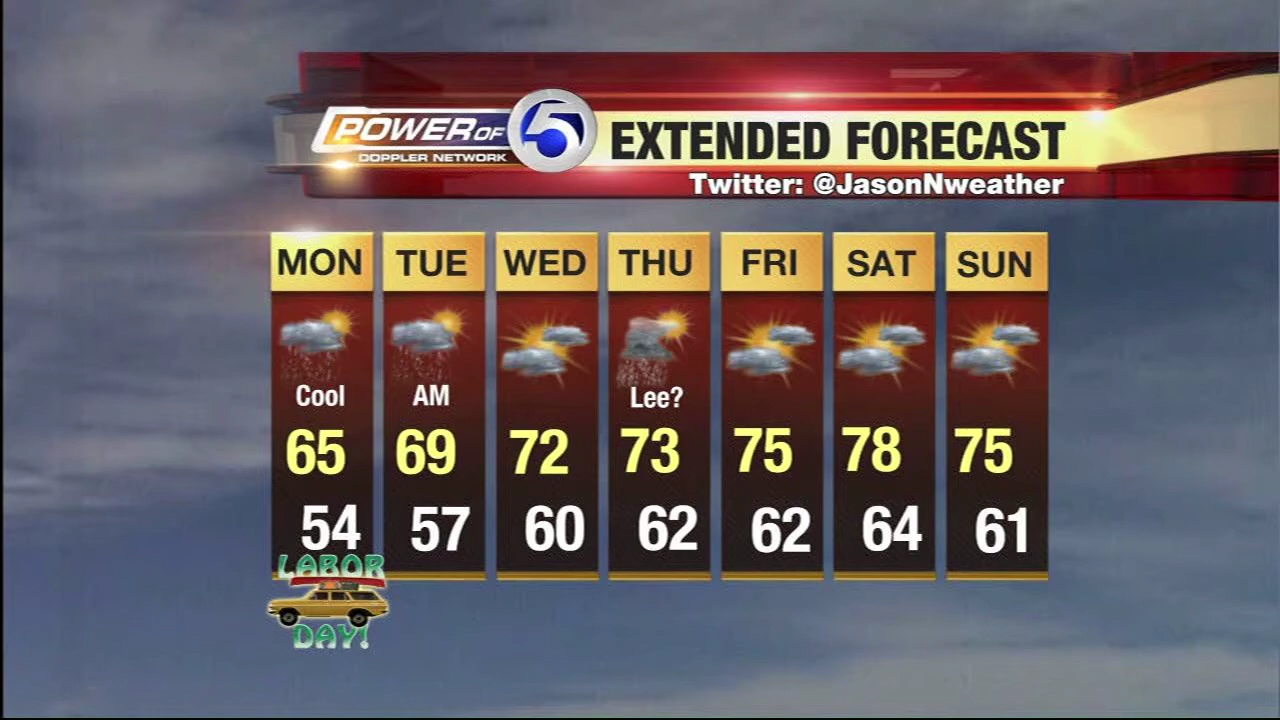 POWER OF 5 EXTENDED FORECAST
DOPPLER NETWORK
Twitter: @JasonNweather
MON TUE WED THU FRI SAT SUN
Cool AM Lee?
65 69 72 73 75 78 75
54 57 60 62 62 64 61
LABOR
DAY!